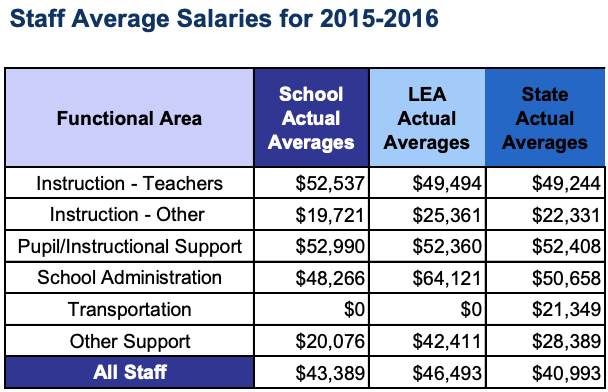 Staff Average Salaries for 2015-2016
Functional Area School Actual Averages LEA Actual Averages State Actual Averages
Instruction - Teachers $52,537 $49,494 $49,244
Instruction - Other $19,721 $25,361 $22,331
Pupil/Instructional Support $52,990 $52,360 $52,408
School Administration $48,266 $64,121 $50,658
Transportation $0 $0 $21,349
Other Support $20,076 $42,411 $28,389
All Staff $43,389 $46,493 $40,993